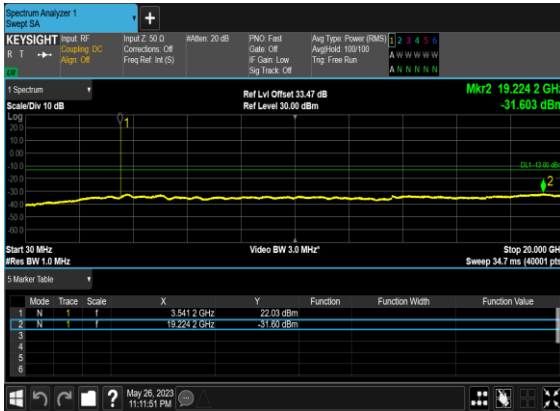 Spectrum Analyzer 1
Swept SA
+
KEYSIGHT Input: RF Input Z: 50 Ω #Atten: 20 dB PNO: Fast Avg Type: Power (RMS) 1 2 3 4 5 6
R T Coupling: DC Corrections: Off Gate: Off Avg|Hold: 100/100 A W W W W W
Align: Off Freq Ref: Int (S) IF Gain: Low Trig: Free Run
Sig Track: Off A N N N N N
LXI
1 Spectrum Ref Lvl Offset 33.47 dB Mkr2 19.224 2 GHz
Scale/Div 10 dB Ref Level 30.00 dBm -31.603 dBm
Log
20.0
10.0
0.00
-10.0
-20.0
-30.0
-40.0
-50.0
-60.0
1
DL1 -13.00 dBm
2
Start 30 MHz Video BW 3.0 MHz* Stop 20.000 GHz
#Res BW 1.0 MHz Sweep 34.7 ms (40001 pts)
5 Marker Table
Mode Trace Scale X Y Function Function Width Function Value
1 N 1 f 3.541 2 GHz 22.03 dBm
2 N 1 f 19.224 2 GHz -31.60 dBm
3
4
5
6
? May 26, 2023
11:11:51 PM